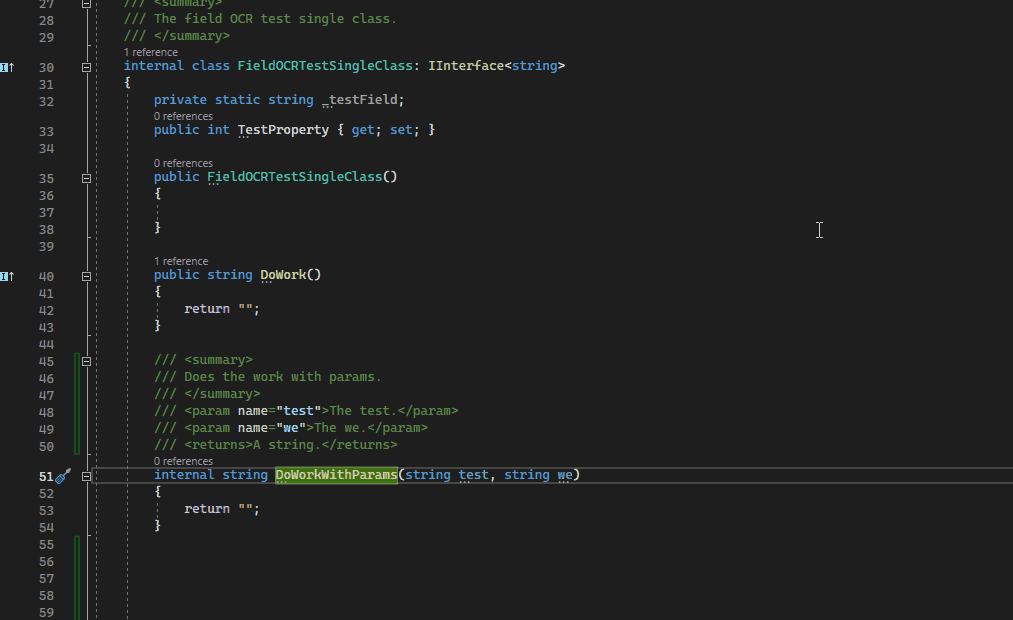 27 /// <summary>
28 /// The field OCR test single class.
29 /// </summary>
1 reference
30 internal class FieldOCRTestSingleClass: IInterface<string>
31 {
32 private static string _testField;
0 references
33 public int TestProperty { get; set; }
34
0 references
35 public FieldOCRTestSingleClass()
36 {
37
38 }
39
1 reference
40 public string DoWork()
41 {
42 return "";
43 }
44
45 /// <summary>
46 /// Does the work with params.
47 /// </summary>
48 /// <param name="test">The test.</param>
49 /// <param name="we">The we.</param>
50 /// <returns>A string.</returns>
0 references
51 internal string DoWorkWithParams(string test, string we)
52 {
53 return "";
54 }
55
56
57
58
59